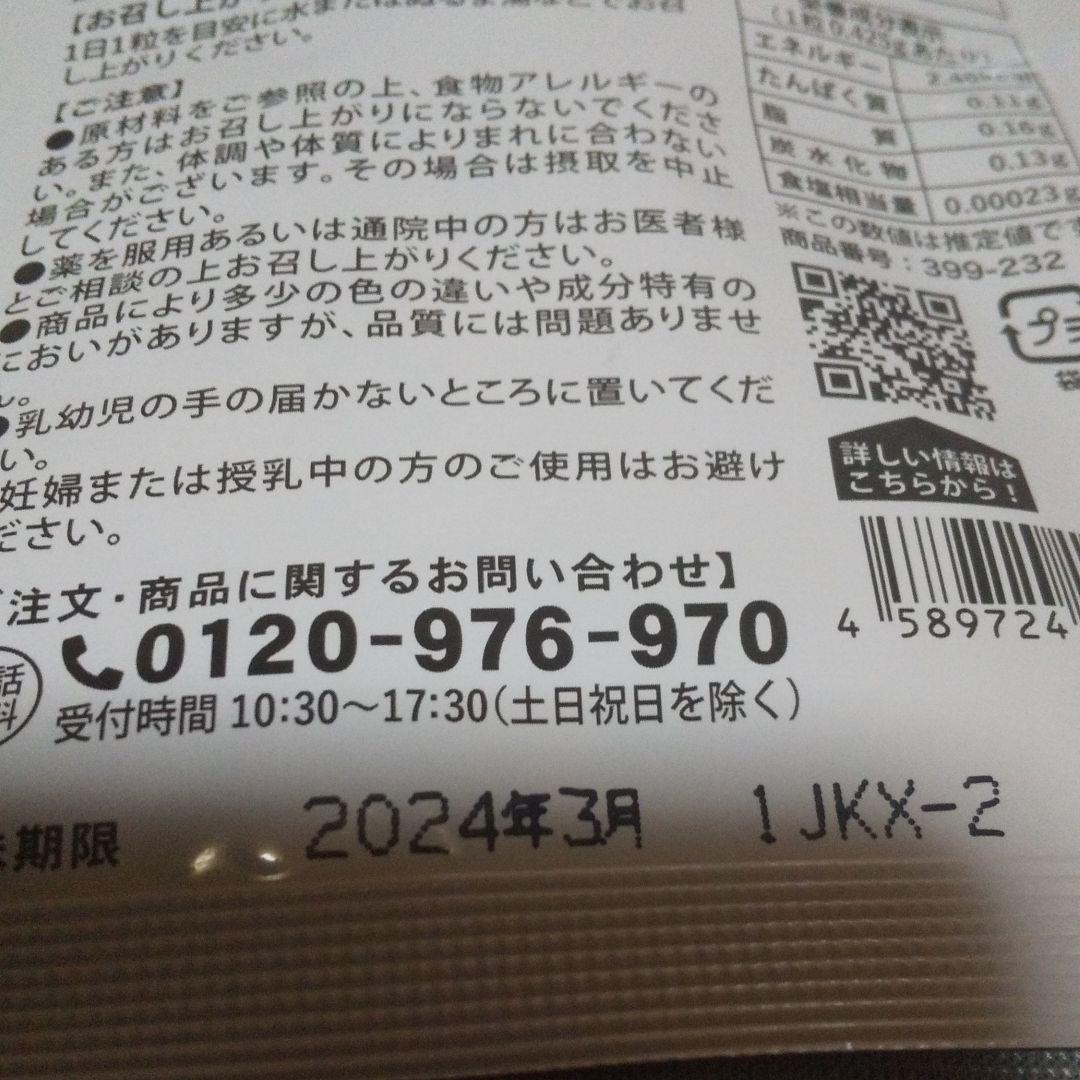 【お召し上が
1日1粒を目安に水またはぬるま湯などでお召
し上がりください。
【ご注意】
●原材料をご参照の上、食物アレルギーの
ある方はお召し上がりにならないでくださ
い。また、体調や体質によりまれに合わない
場合がございます。その場合は摂取を中止
してください。
●薬を服用あるいは通院中の方はお医者様
とご相談の上お召し上がりください。
●商品により多少の色の違いや成分特有の
においがありますが、品質には問題ありませ
ん。
●乳幼児の手の届かないところに置いてくだ
い。
妊婦または授乳中の方のご使用はお避け
ださい。
注文・商品に関するお問い合わせ】
0120-976-970
話
料
受付時間 10:30～17:30(土日祝日を除く)
期限 2024年3月 1JKX-2
栄養成分表示
(1粒0.425gあたり)
エネルギー
たんぱく質 0.11g
脂質 0.16g
炭水化物 0.13g
食塩相当量 0.00023g
※この数値は推定値です
商品番号：399-232
プラ
袋
詳しい情報は
こちらから！
4 589724